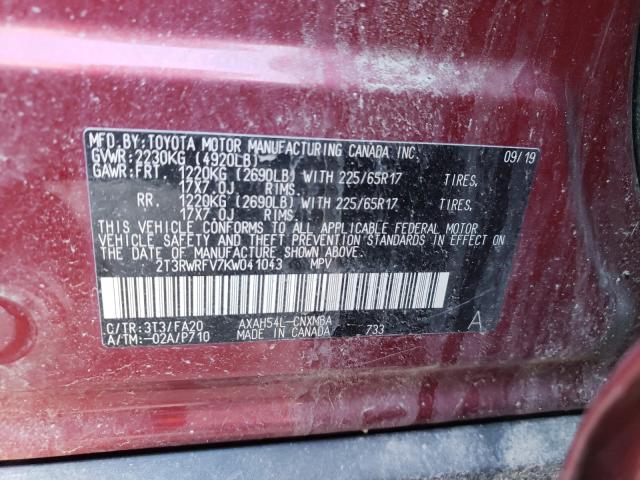 MFD.BY:TOYOTA MOTOR MANUFACTURING CANADA INC. 09/19
GVWR:2230KG (4920LB)
GAWR:FRT. 1220KG (2690LB) WITH 225/65R17 TIRES,
17X7.0J RIMS.
RR. 1220KG (2690LB) WITH 225/65R17 TIRES,
17X7.0J RIMS.
THIS VEHICLE CONFORMS TO ALL APPLICABLE FEDERAL MOTOR
VEHICLE SAFETY AND THEFT PREVENTION STANDARDS IN EFFECT ON
THE DATE OF MANUFACTURE SHOWN ABOVE.
2T3RWRFV7KW041043 MPV
C/TR:3T3/FA20 AXAH54L-CNXMBA 733 A
A/TM:-02A/P710 MADE IN CANADA